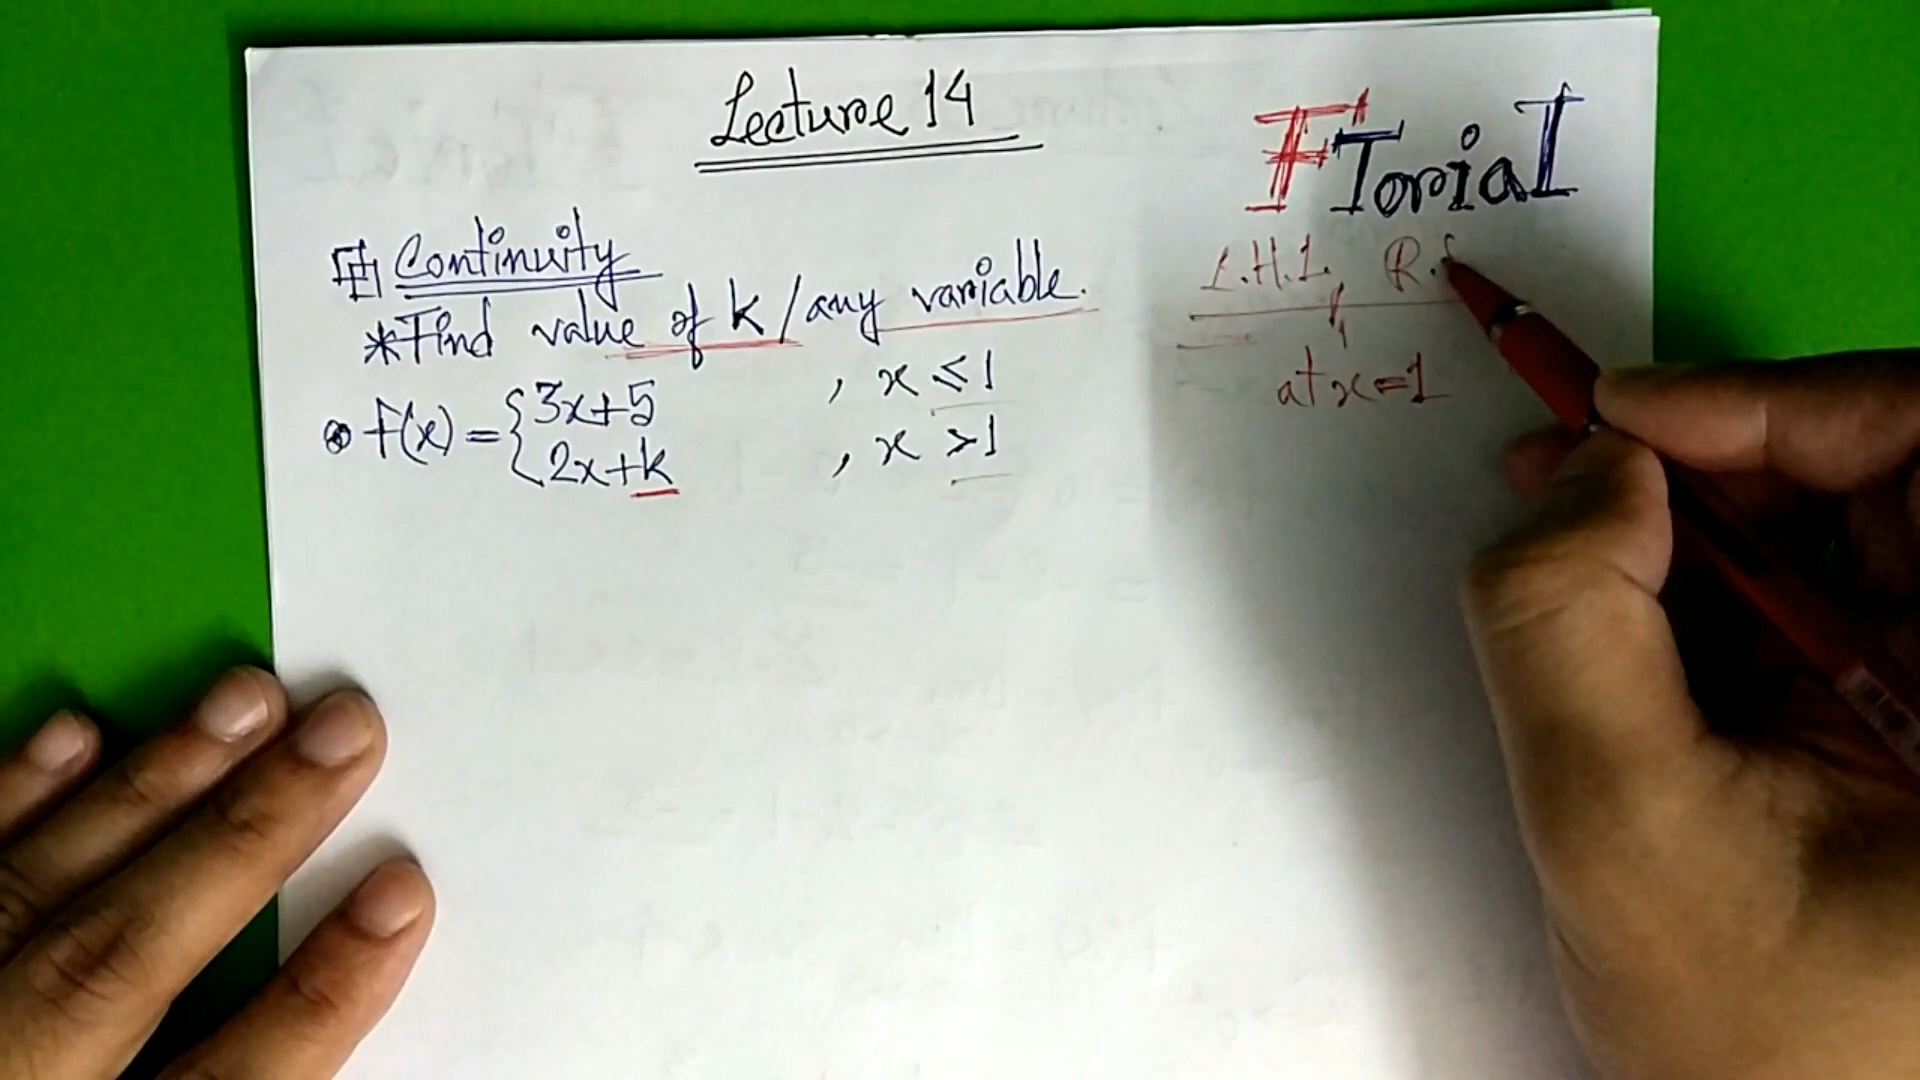 Lecture 14
FTorial
Continuity
*Find value of k / any variable.
L.H.L, R.
• f(x) = { 3x+5 , x ≤ 1
2x+k , x > 1
at x=1